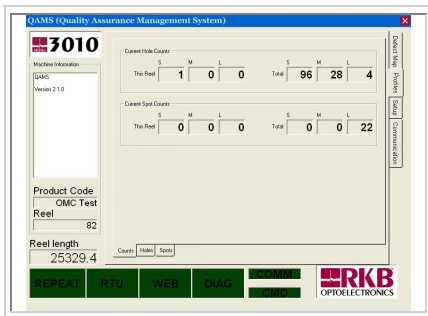 QAMS (Quality Assurance Management System)
3010
Machine Information
QAMS
Version 2.1.0
Product Code
OMC Test
Reel
82
Reel length
25329.4
Current Hole Counts
S M L S M L
This Reel 1 0 0 Total 96 28 4
Current Spot Counts
S M L S M L
This Reel 0 0 0 Total 0 0 22
Counts Holes Spots
Defect Map
Profiles
Setup
Communication
REPEAT RTU WEB DIAG COMM
CMD
RKB
OPTOELECTRONICS